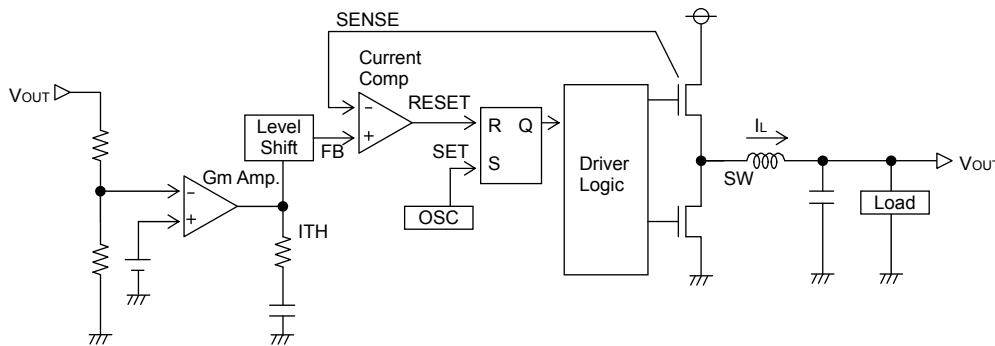 SENSE
Current
Comp
VOUT
RESET
Level
Shift
FB
−
+
R Q
S
SET
Driver
Logic
IL
SW
VOUT
Load
Gm Amp.
−
+
OSC
ITH